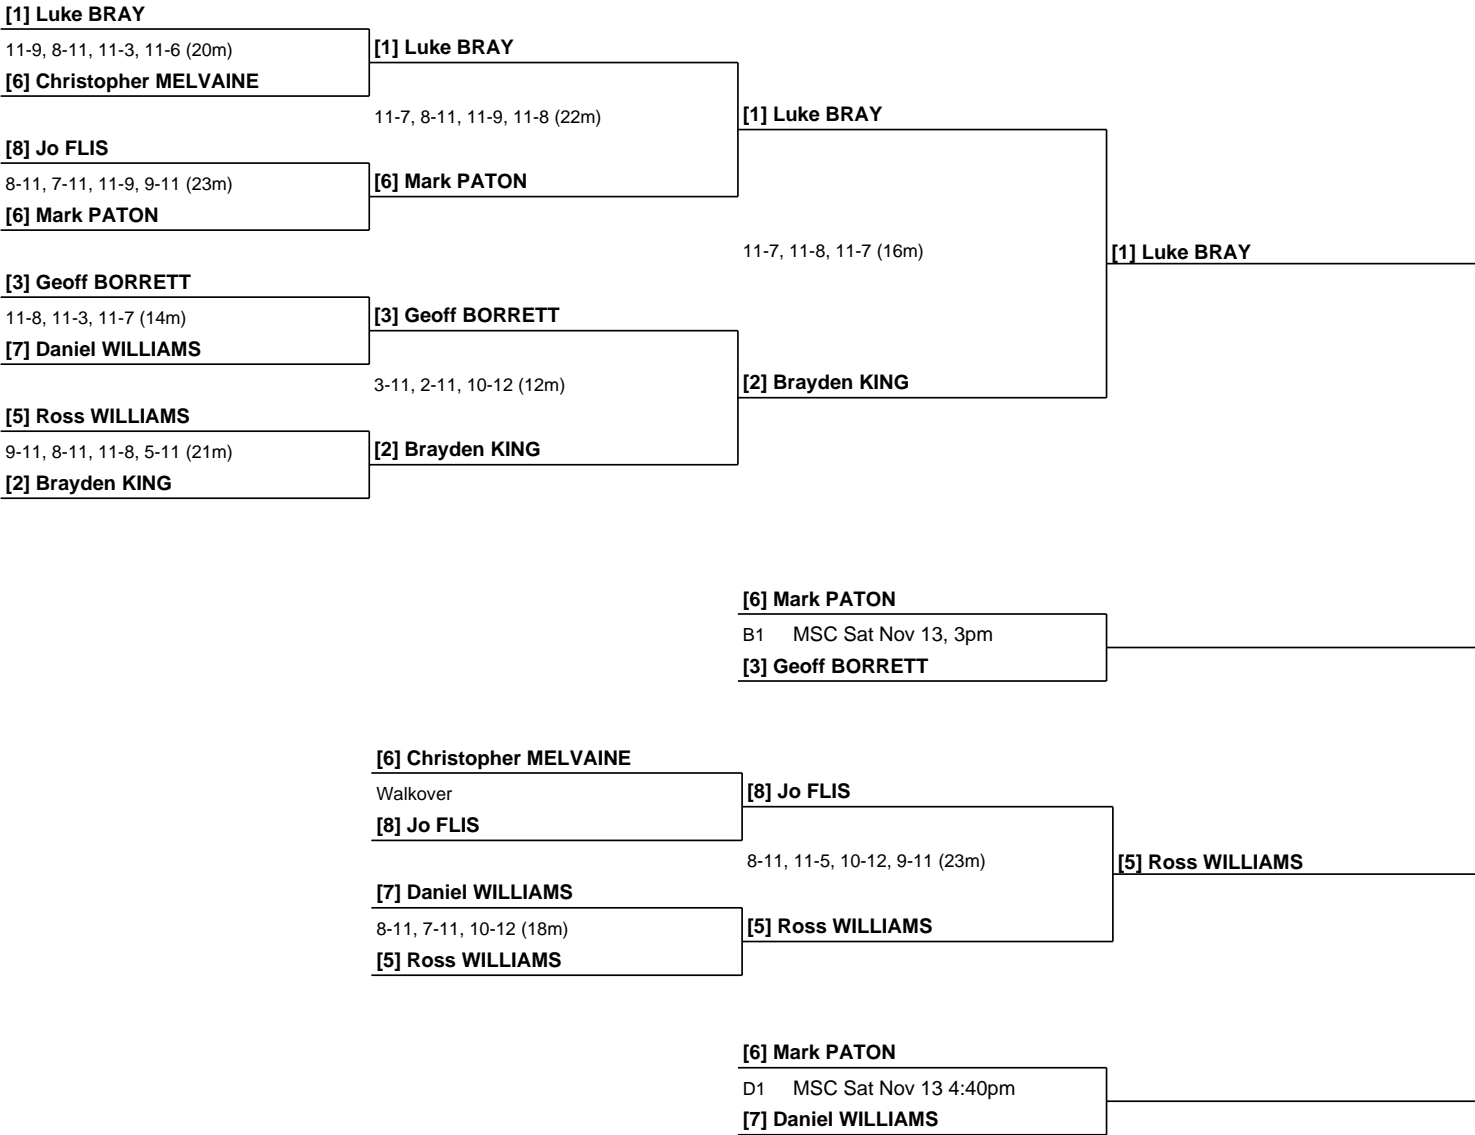 [1] Luke BRAY
11-9, 8-11, 11-3, 11-6 (20m)
[6] Christopher MELVAINE
[1] Luke BRAY
11-7, 8-11, 11-9, 11-8 (22m)
[8] Jo FLIS
8-11, 7-11, 11-9, 9-11 (23m)
[6] Mark PATON
[6] Mark PATON
[1] Luke BRAY
11-7, 11-8, 11-7 (16m)
[1] Luke BRAY
[3] Geoff BORRETT
11-8, 11-3, 11-7 (14m)
[7] Daniel WILLIAMS
[3] Geoff BORRETT
3-11, 2-11, 10-12 (12m)
[2] Brayden KING
[5] Ross WILLIAMS
9-11, 8-11, 11-8, 5-11 (21m)
[2] Brayden KING
[2] Brayden KING
[6] Mark PATON
B1 MSC Sat Nov 13, 3pm
[3] Geoff BORRETT
[6] Christopher MELVAINE
Walkover
[8] Jo FLIS
[8] Jo FLIS
8-11, 11-5, 10-12, 9-11 (23m)
[5] Ross WILLIAMS
[7] Daniel WILLIAMS
8-11, 7-11, 10-12 (18m)
[5] Ross WILLIAMS
[5] Ross WILLIAMS
[6] Mark PATON
D1 MSC Sat Nov 13 4:40pm
[7] Daniel WILLIAMS